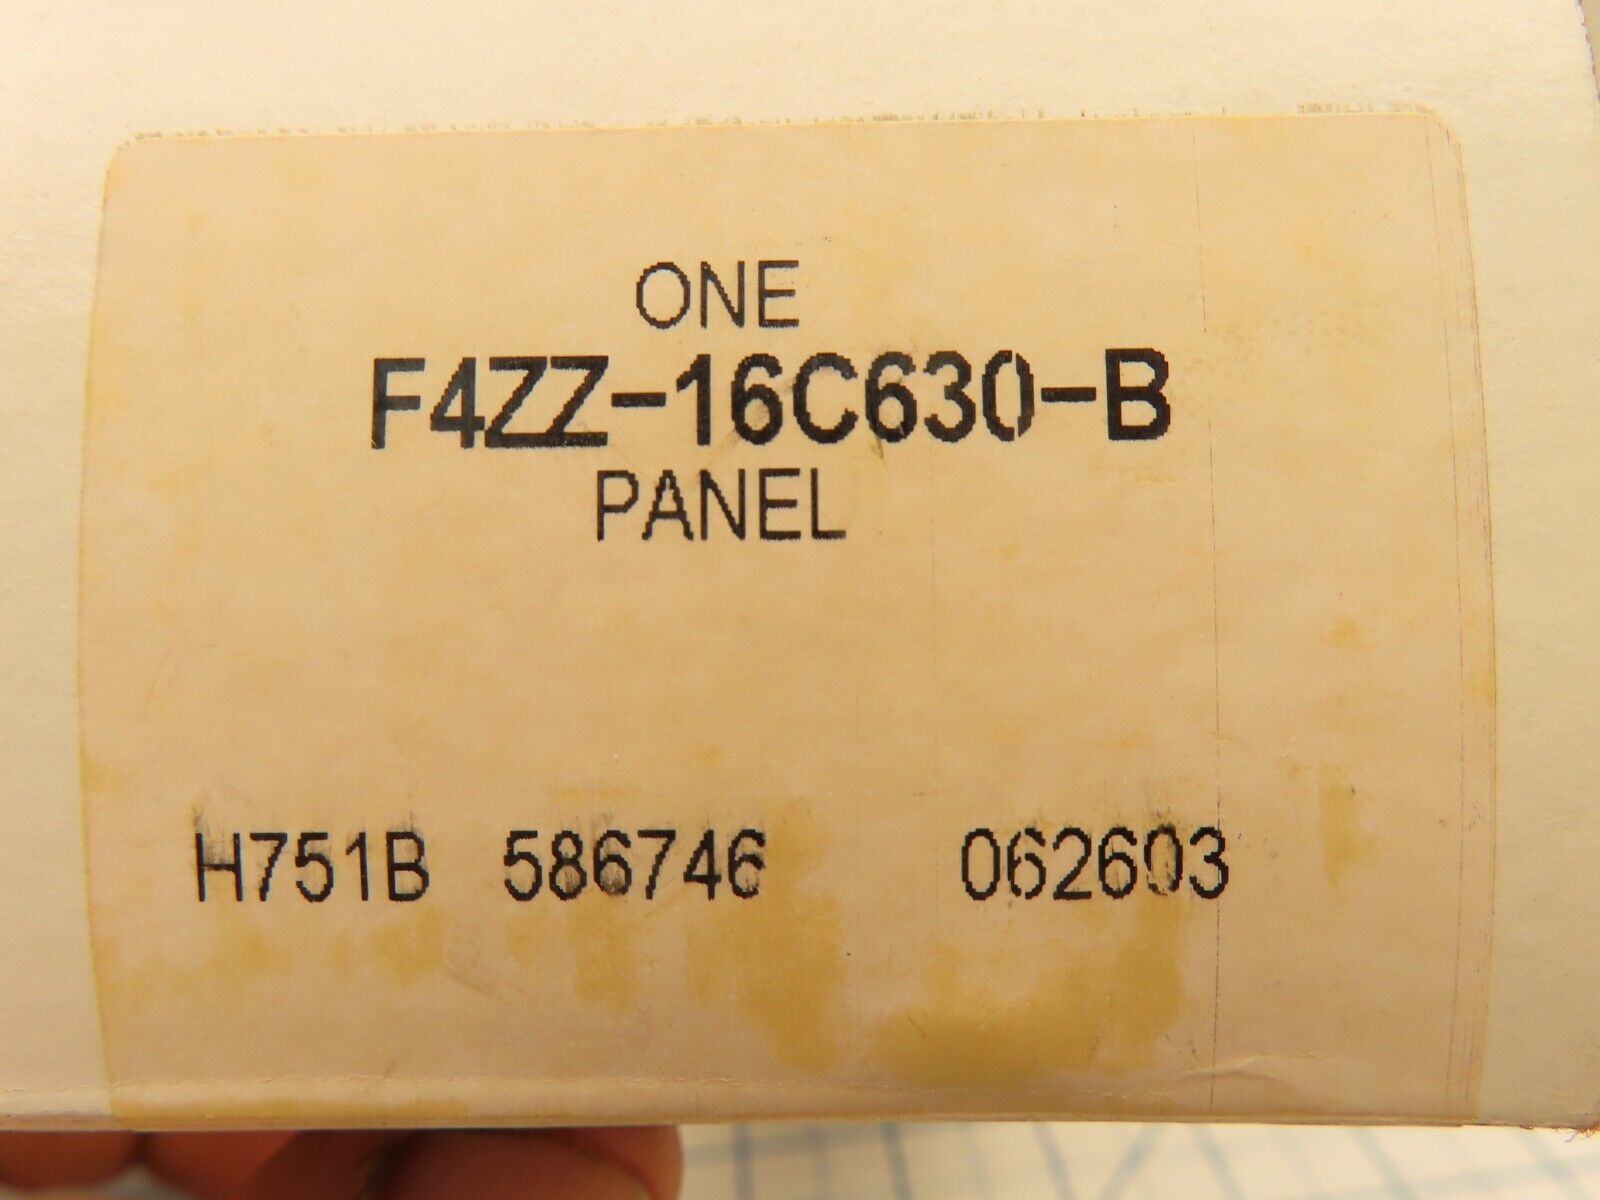 ONE
F4ZZ-16C630-B
PANEL
H751B 586746 062603